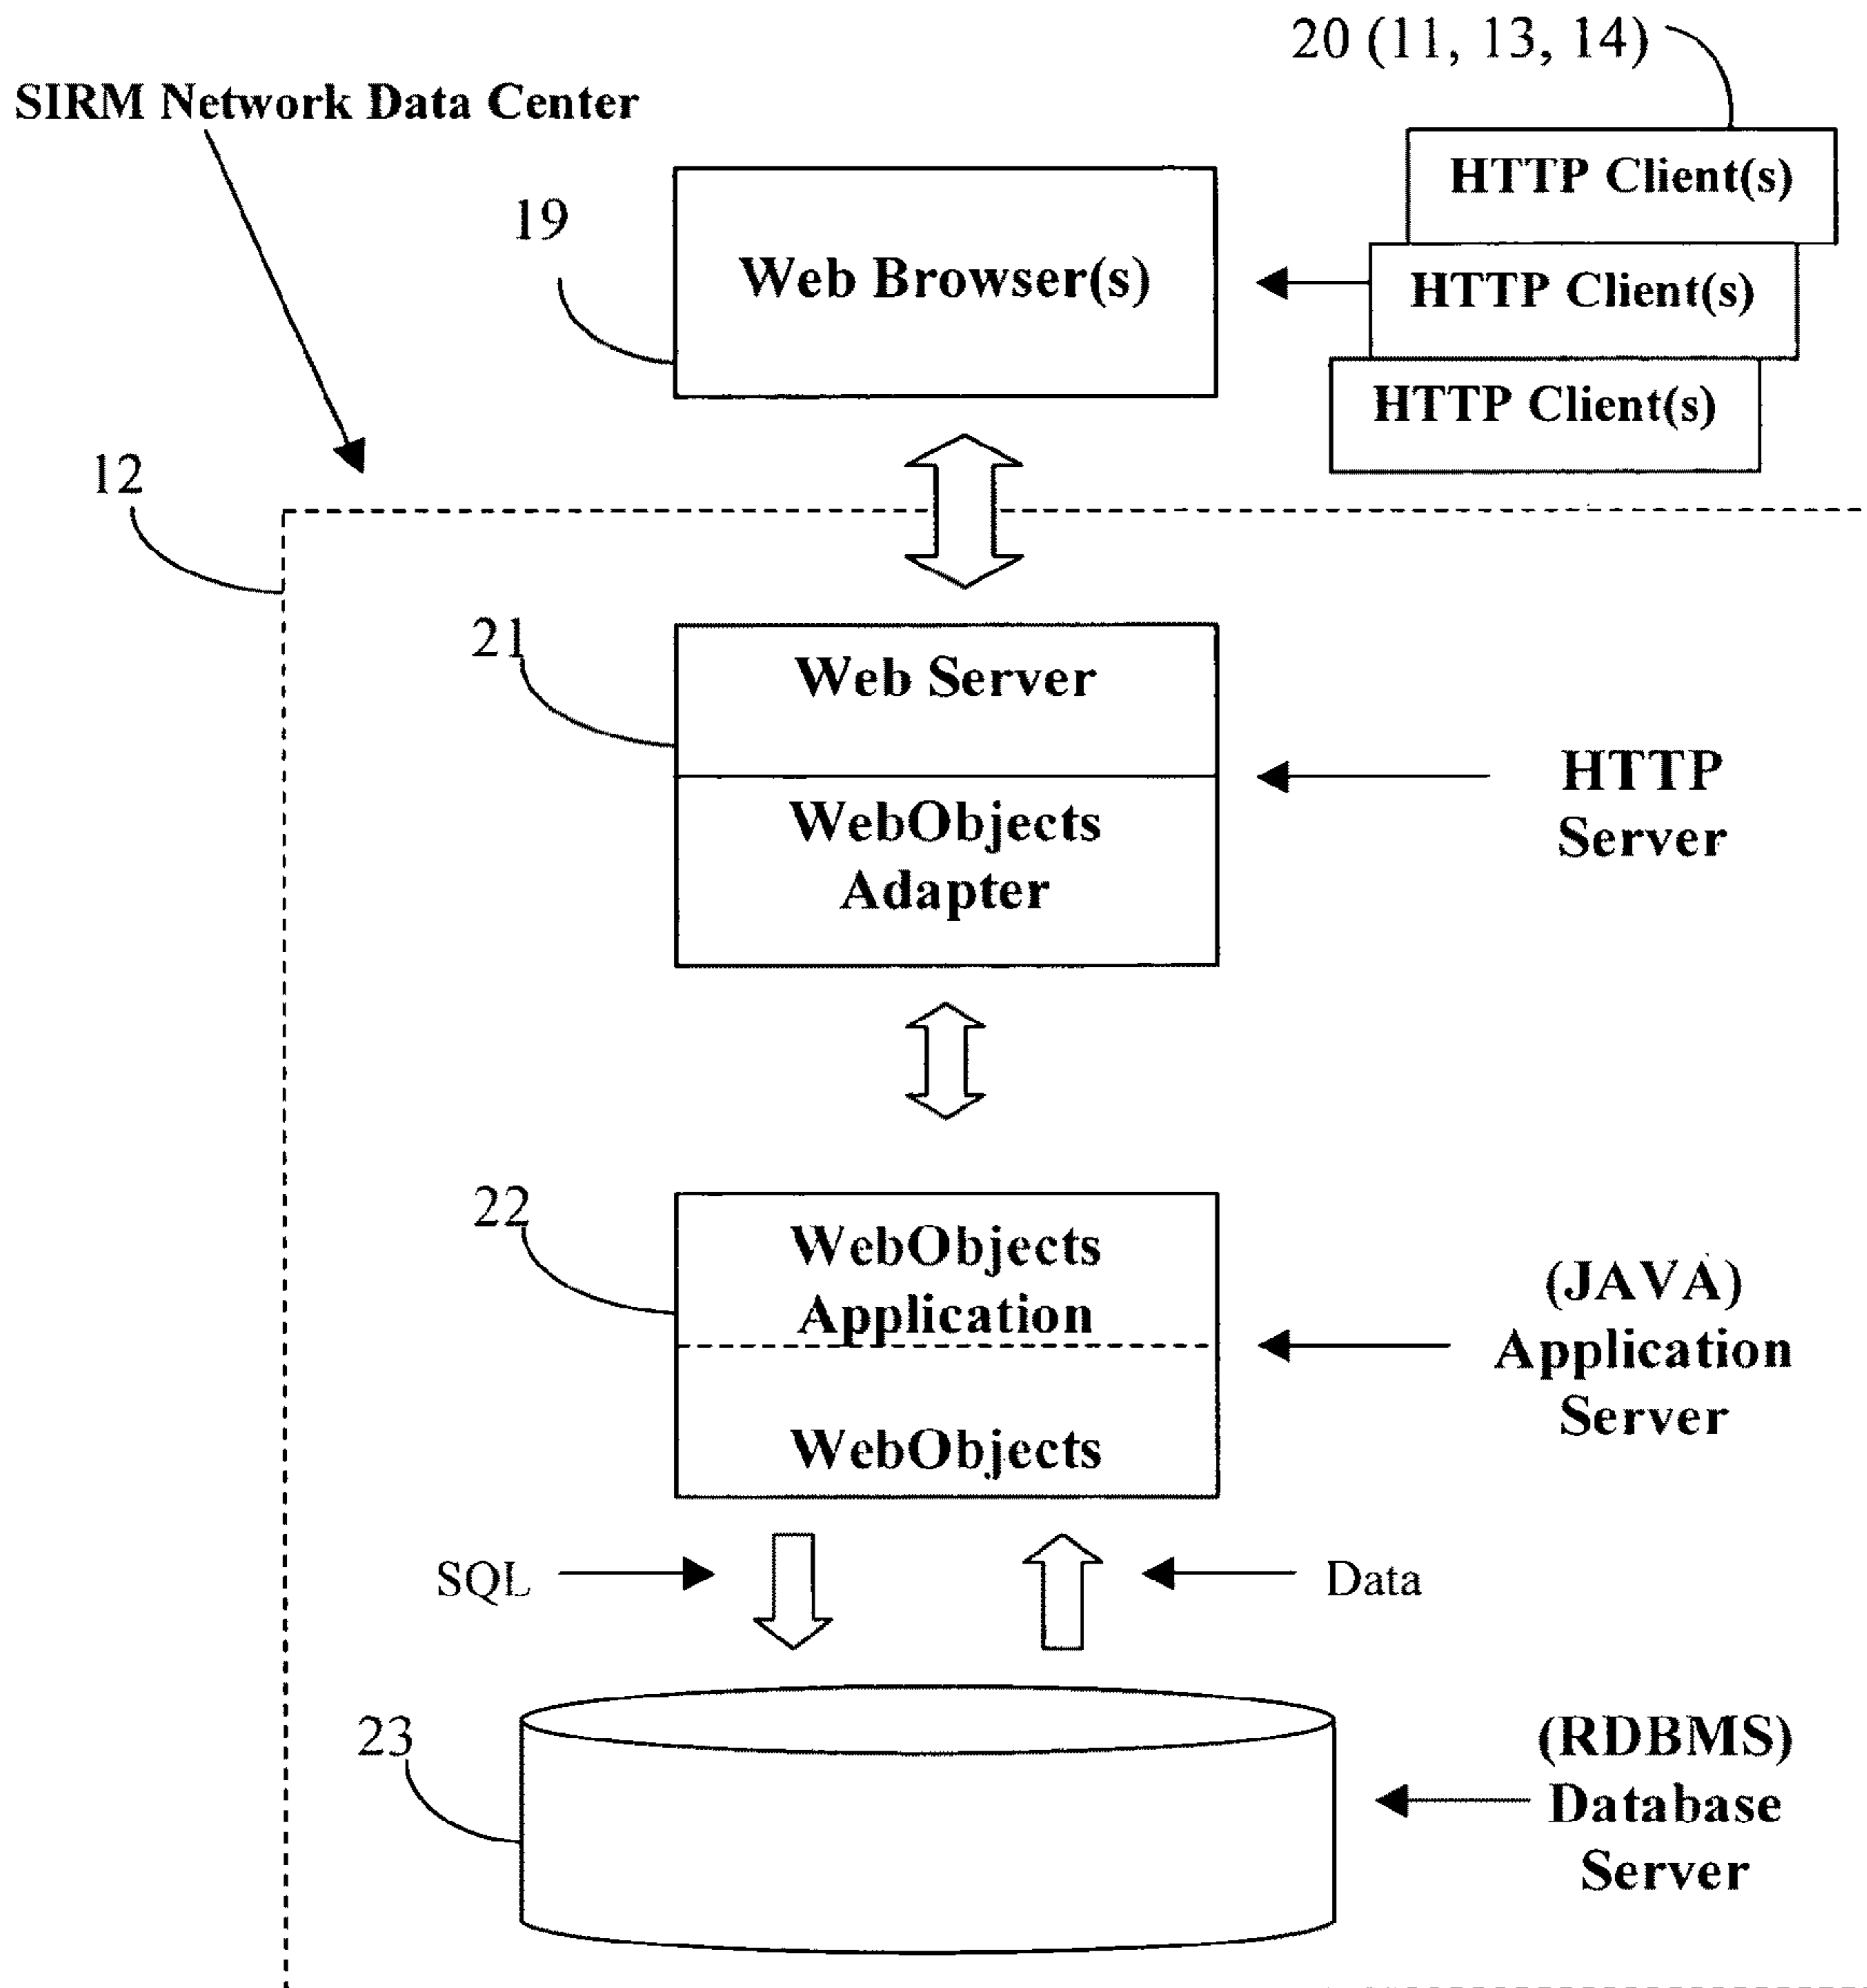 20 (11, 13, 14)
SIRM Network Data Center
HTTP Client(s)
19
Web Browser(s)
HTTP Client(s)
HTTP Client(s)
12
21
Web Server
WebObjects
Adapter
HTTP
Server
22
WebObjects
Application
WebObjects
(JAVA)
Application
Server
SQL
Data
23
(RDBMS)
Database
Server